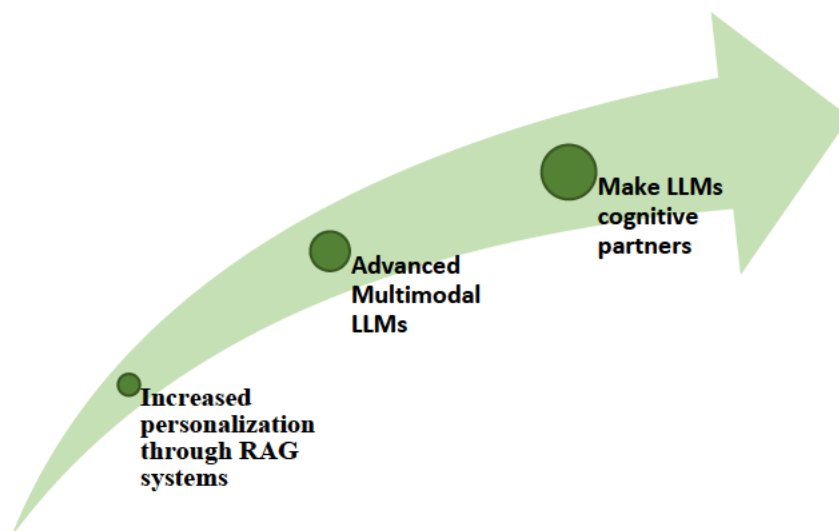 Make LLMs
cognitive
partners
Advanced
Multimodal
LLMs
Increased
personalization
through RAG
systems